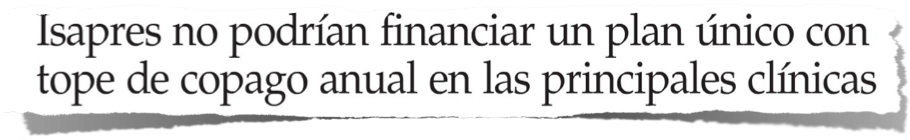 Isapres no podrían financiar un plan único con
tope de copago anual en las principales clínicas